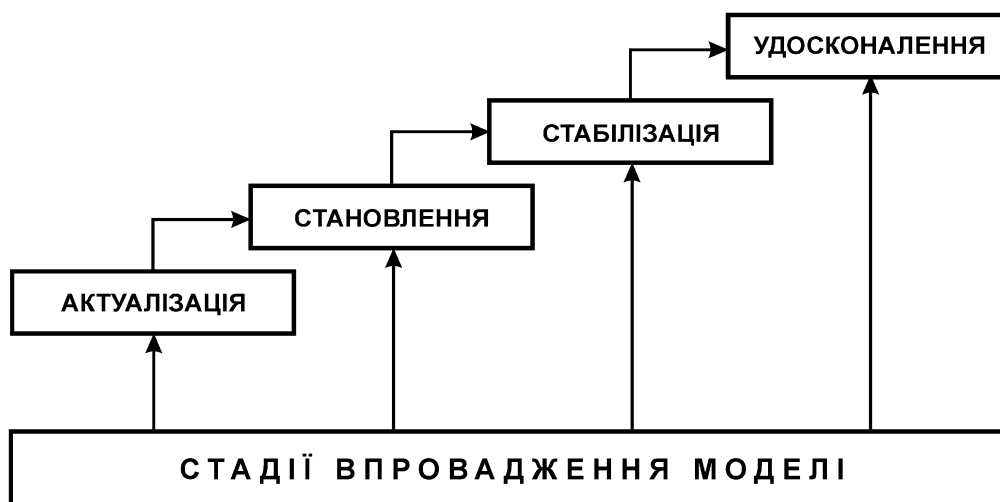 УДОСКОНАЛЕННЯ
СТАБІЛІЗАЦІЯ
СТАНОВЛЕННЯ
АКТУАЛІЗАЦІЯ
СТАДІЇ ВПРОВАДЖЕННЯ МОДЕЛІ